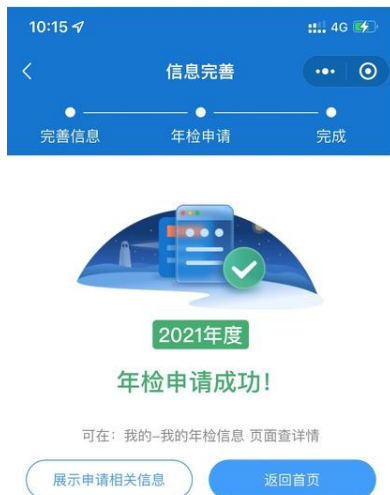 10:15 4G
信息完善
完善信息 年检申请 完成
2021年度
年检申请成功!
可在：我的-我的年检信息 页面查详情
展示申请相关信息 返回首页